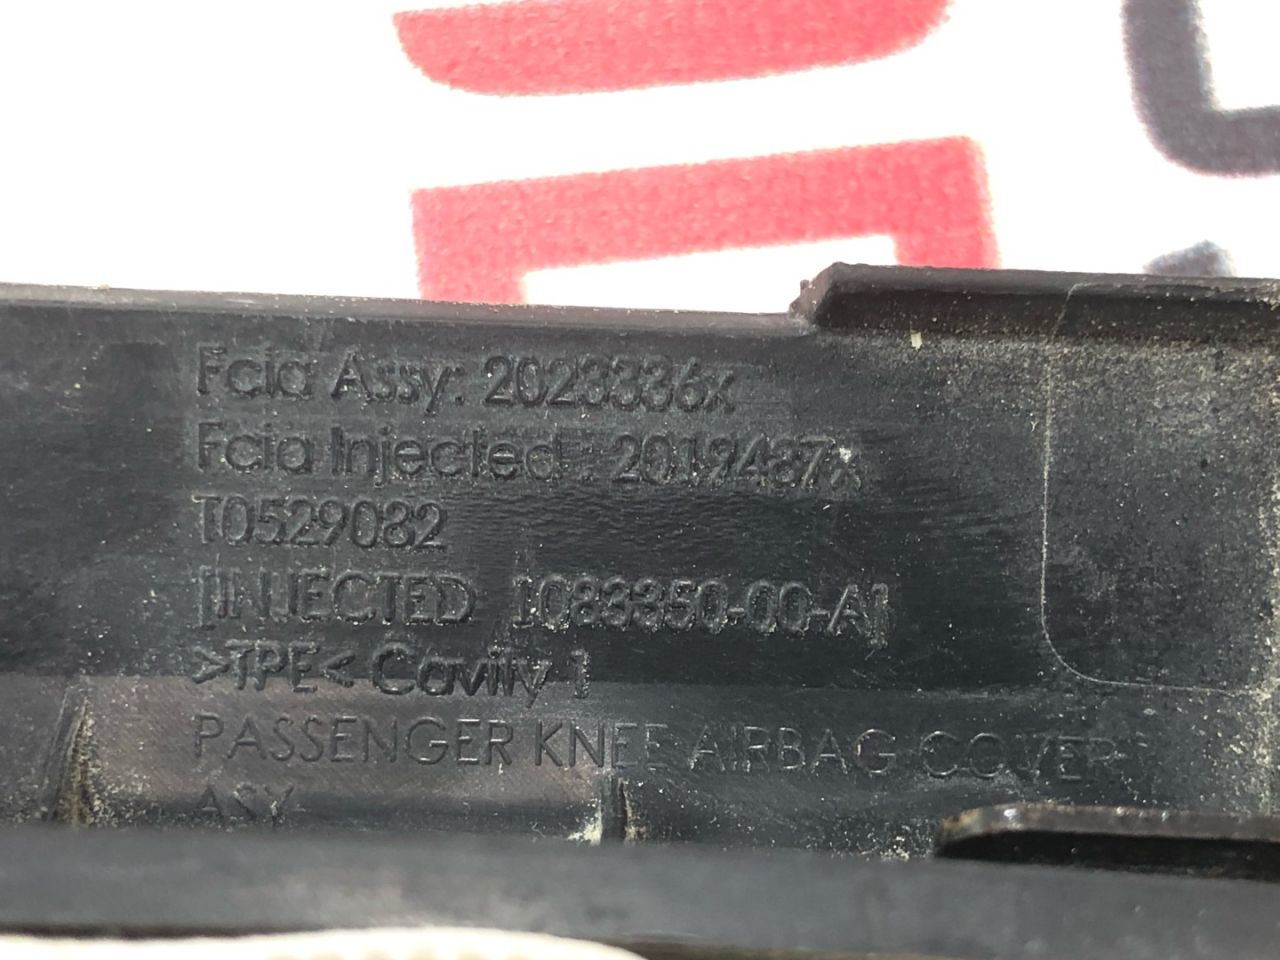 Fcia Assy: 2023336x
Fcia Injected : 2019487x
T0529082
[INJECTED 1083350-00-A]
>TPE< Cavity 1
PASSENGER KNEE AIRBAG COVER
ASY